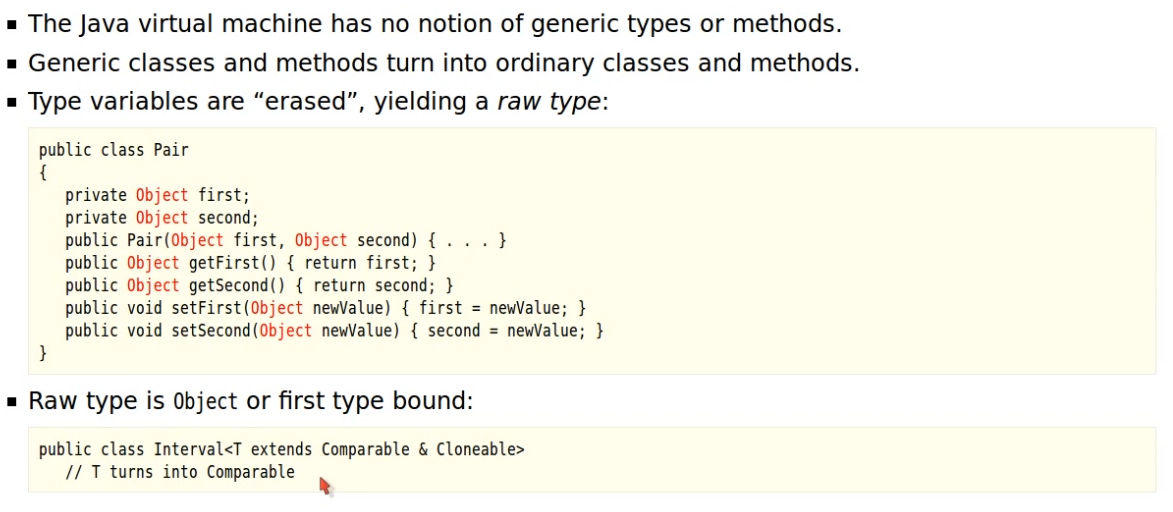 ▪ The Java virtual machine has no notion of generic types or methods.
▪ Generic classes and methods turn into ordinary classes and methods.
▪ Type variables are “erased”, yielding a raw type:
public class Pair
{
   private Object first;
   private Object second;
   public Pair(Object first, Object second) { . . . }
   public Object getFirst() { return first; }
   public Object getSecond() { return second; }
   public void setFirst(Object newValue) { first = newValue; }
   public void setSecond(Object newValue) { second = newValue; }
}
▪ Raw type is Object or first type bound:
public class Interval<T extends Comparable & Cloneable>
   // T turns into Comparable